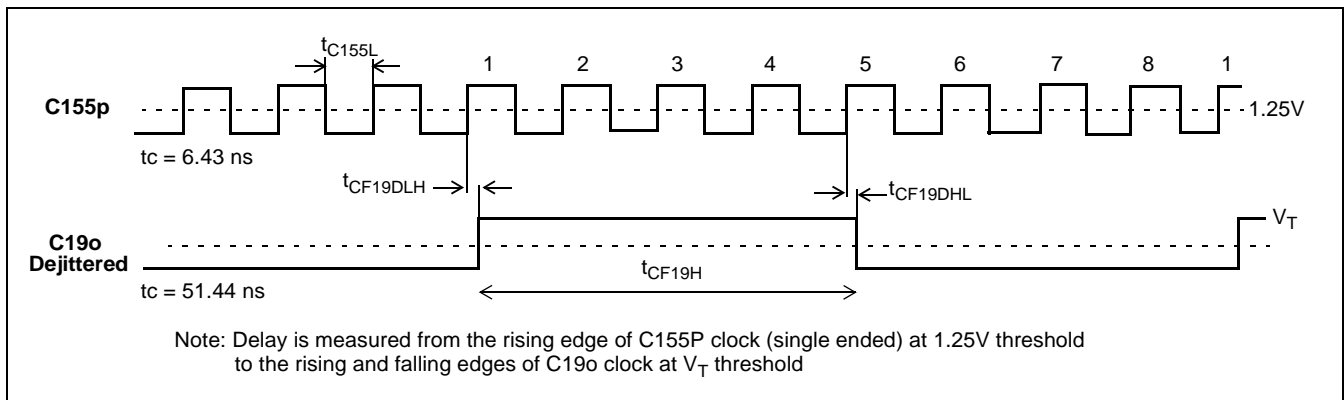 tC155L
1 2 3 4 5 6 7 8 1
C155p
1.25V
tc = 6.43 ns
tCF19DLH
tCF19DHL
VT
C19o
Dejittered
tCF19H
tc = 51.44 ns
Note: Delay is measured from the rising edge of C155P clock (single ended) at 1.25V threshold
to the rising and falling edges of C19o clock at VT threshold